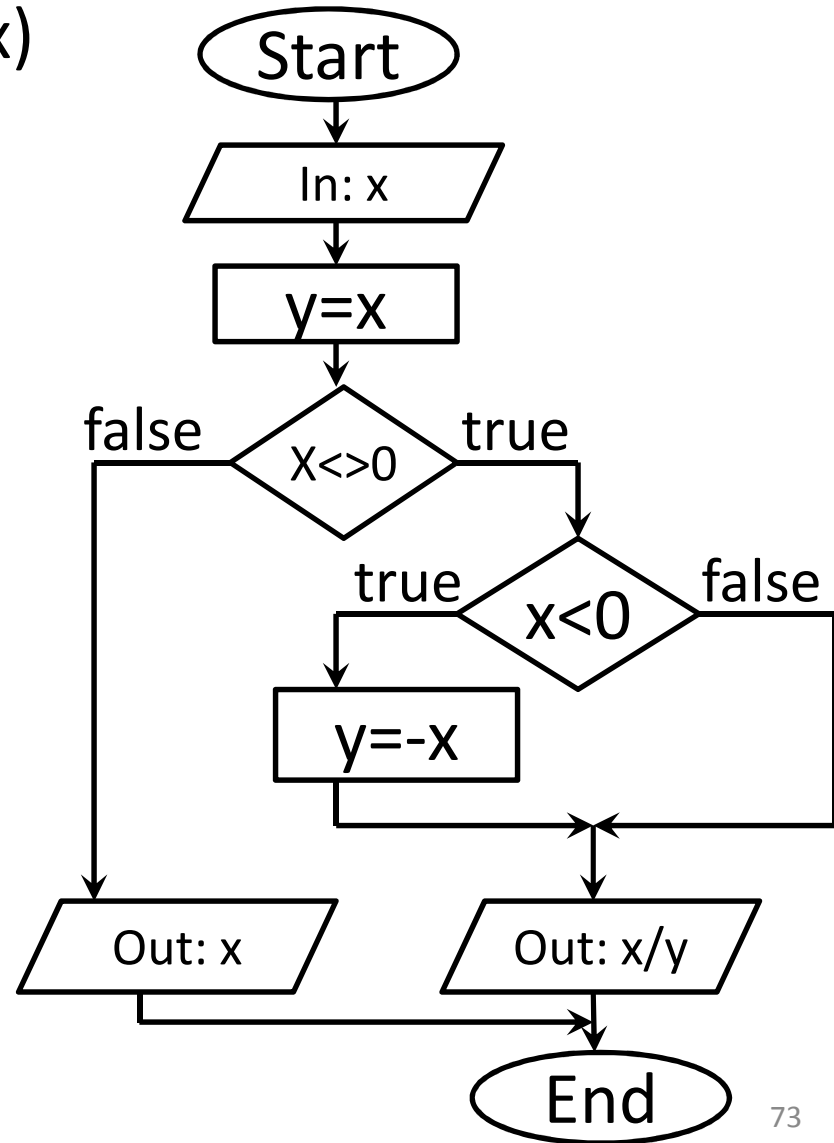 x)
Start
In: x
y=x
false
X<>0
true
true
x<0
false
y=-x
Out: x
Out: x/y
End
73